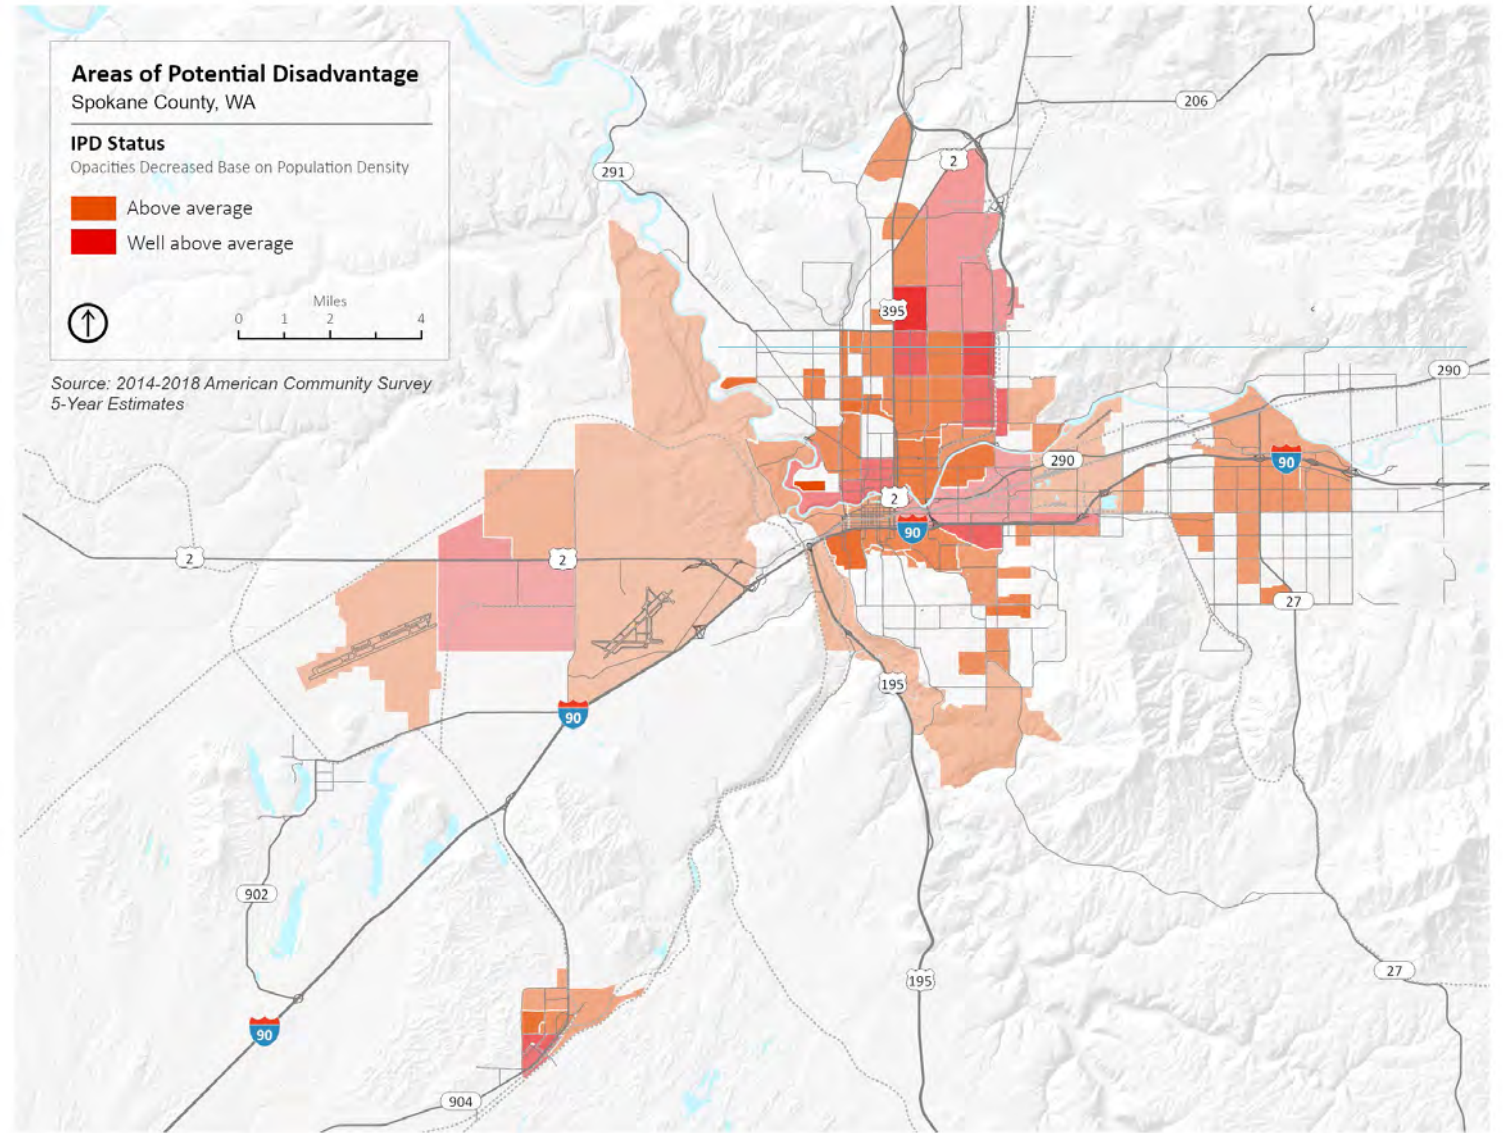 Areas of Potential Disadvantage
Spokane County, WA
IPD Status
Opacities Decreased Base on Population Density
Above average
Well above average
Miles
0 1 2 4
Source: 2014-2018 American Community Survey
5-Year Estimates
206
2
291
395
290
90
290
2
90
2
2
27
195
90
902
27
195
90
904